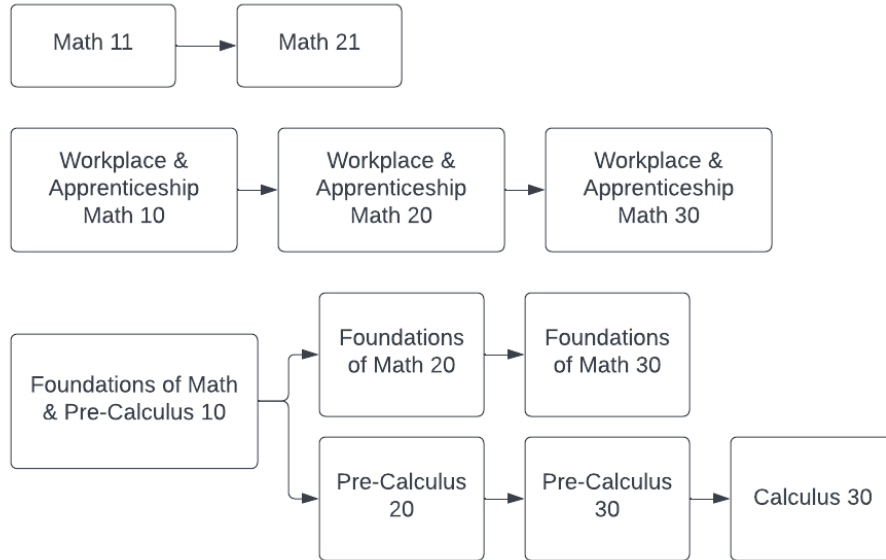 Math 11
Math 21
Workplace &
Apprenticeship
Math 10
Workplace &
Apprenticeship
Math 20
Workplace &
Apprenticeship
Math 30
Foundations of Math
& Pre-Calculus 10
Foundations
of Math 20
Foundations
of Math 30
Pre-Calculus
20
Pre-Calculus
30
Calculus 30